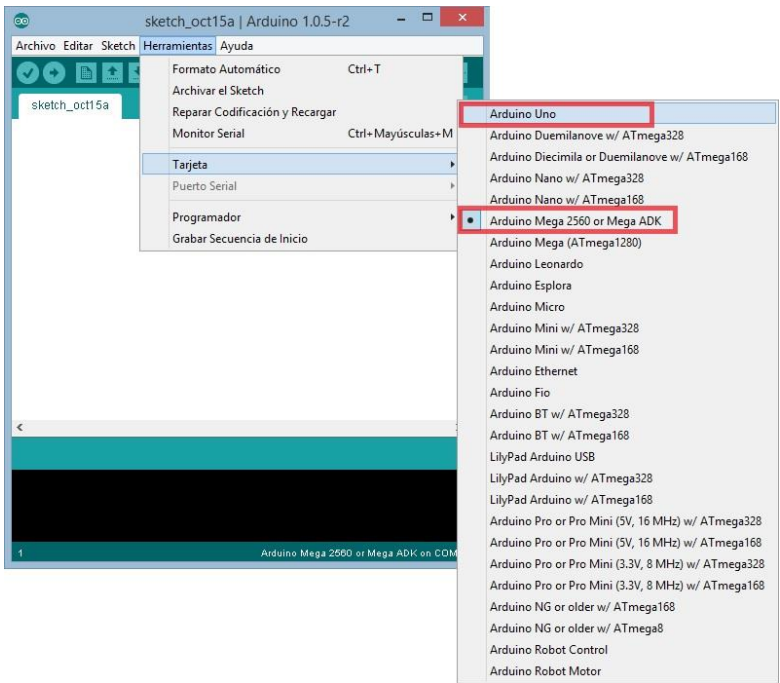 sketch_oct15a | Arduino 1.0.5-r2
Archivo Editar Sketch Herramientas Ayuda
sketch_oct15a
Formato Automático Ctrl+T
Archivar el Sketch
Reparar Codificación y Recargar
Monitor Serial Ctrl+Mayúsculas+M
Tarjeta
Puerto Serial
Programador
Grabar Secuencia de Inicio
Arduino Uno
Arduino Duemilanove w/ ATmega328
Arduino Diecimila or Duemilanove w/ ATmega168
Arduino Nano w/ ATmega328
Arduino Nano w/ ATmega168
Arduino Mega 2560 or Mega ADK
Arduino Mega (ATmega1280)
Arduino Leonardo
Arduino Esplora
Arduino Micro
Arduino Mini w/ ATmega328
Arduino Mini w/ ATmega168
Arduino Ethernet
Arduino Fio
Arduino BT w/ ATmega328
Arduino BT w/ ATmega168
LilyPad Arduino USB
LilyPad Arduino w/ ATmega328
LilyPad Arduino w/ ATmega168
Arduino Pro or Pro Mini (5V, 16 MHz) w/ ATmega328
Arduino Pro or Pro Mini (5V, 16 MHz) w/ ATmega168
Arduino Pro or Pro Mini (3.3V, 8 MHz) w/ ATmega328
Arduino Pro or Pro Mini (3.3V, 8 MHz) w/ ATmega168
Arduino NG or older w/ ATmega168
Arduino NG or older w/ ATmega8
Arduino Robot Control
Arduino Robot Motor
1 Arduino Mega 2560 or Mega ADK on COM